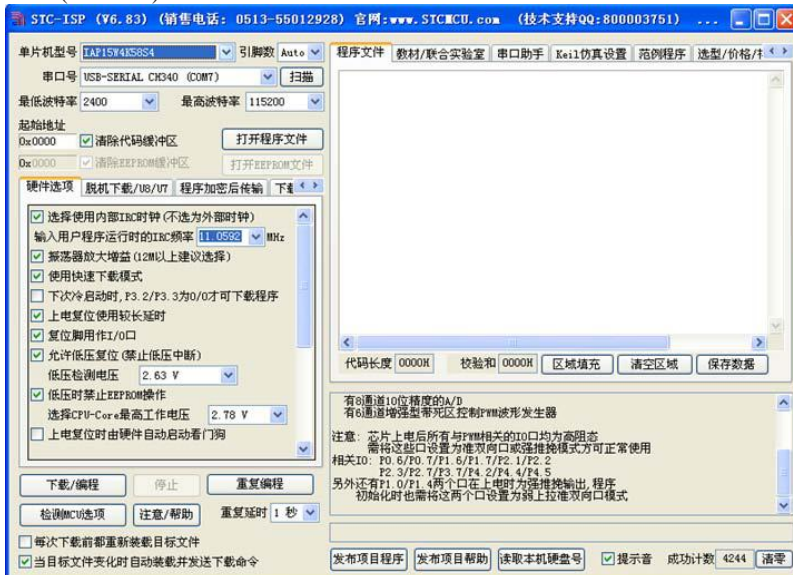 STC-ISP (V6.83) (销售电话: 0513-55012928) 官网:www.STCMCU.com (技术支持QQ:800003751) ...
单片机型号 IAP15W4K58S4 引脚数 Auto
串口号 USB-SERIAL CH340 (COM7) 扫描
最低波特率 2400 最高波特率 115200
起始地址
0x0000 清除代码缓冲区 打开程序文件
0x0000 清除EEPROM缓冲区 打开EEPROM文件
硬件选项 脱机下载/U8/U7 程序加密后传输
选择使用内部IRC时钟(不选为外部时钟)
输入用户程序运行时的IRC频率 11.0592 MHz
振荡器放大增益(12M以上建议选择)
使用快速下载模式
下次冷启动时,P3.2/P3.3为0/0才可下载程序
上电复位使用较长延时
复位脚用作I/O口
允许低压复位(禁止低压中断)
低压检测电压 2.63 V
低压时禁止EEPROM操作
选择CPU-Core最高工作电压 2.78 V
上电复位时由硬件自动启动看门狗
下载/编程 停止 重复编程
检测MCU选项 注意/帮助 重复延时 1 秒
每次下载前都重新装载目标文件
当目标文件变化时自动装载并发送下载命令
程序文件 教材/联合实验室 串口助手 Keil仿真设置 范例程序 选型/价格/
代码长度 0000H 校验和 0000H 区域填充 清空区域 保存数据
有8通道10位精度的A/D
有6通道增强型带死区控制PWM波形发生器
注意: 芯片上电后所有与PWM相关的IO口均为高阻态
需将这些口设置为准双向口或强推挽模式方可正常使用
相关IO: P0.6/P0.7/P1.6/P1.7/P2.1/P2.2
P2.3/P2.7/P3.7/P4.2/P4.4/P4.5
另外还有P1.0/P1.4两个口在上电时为强推挽输出,程序
初始化时也需将这两个口设置为弱上拉准双向口模式
发布项目程序 发布项目帮助 读取本机硬盘号 提示音 成功计数 4244 清零